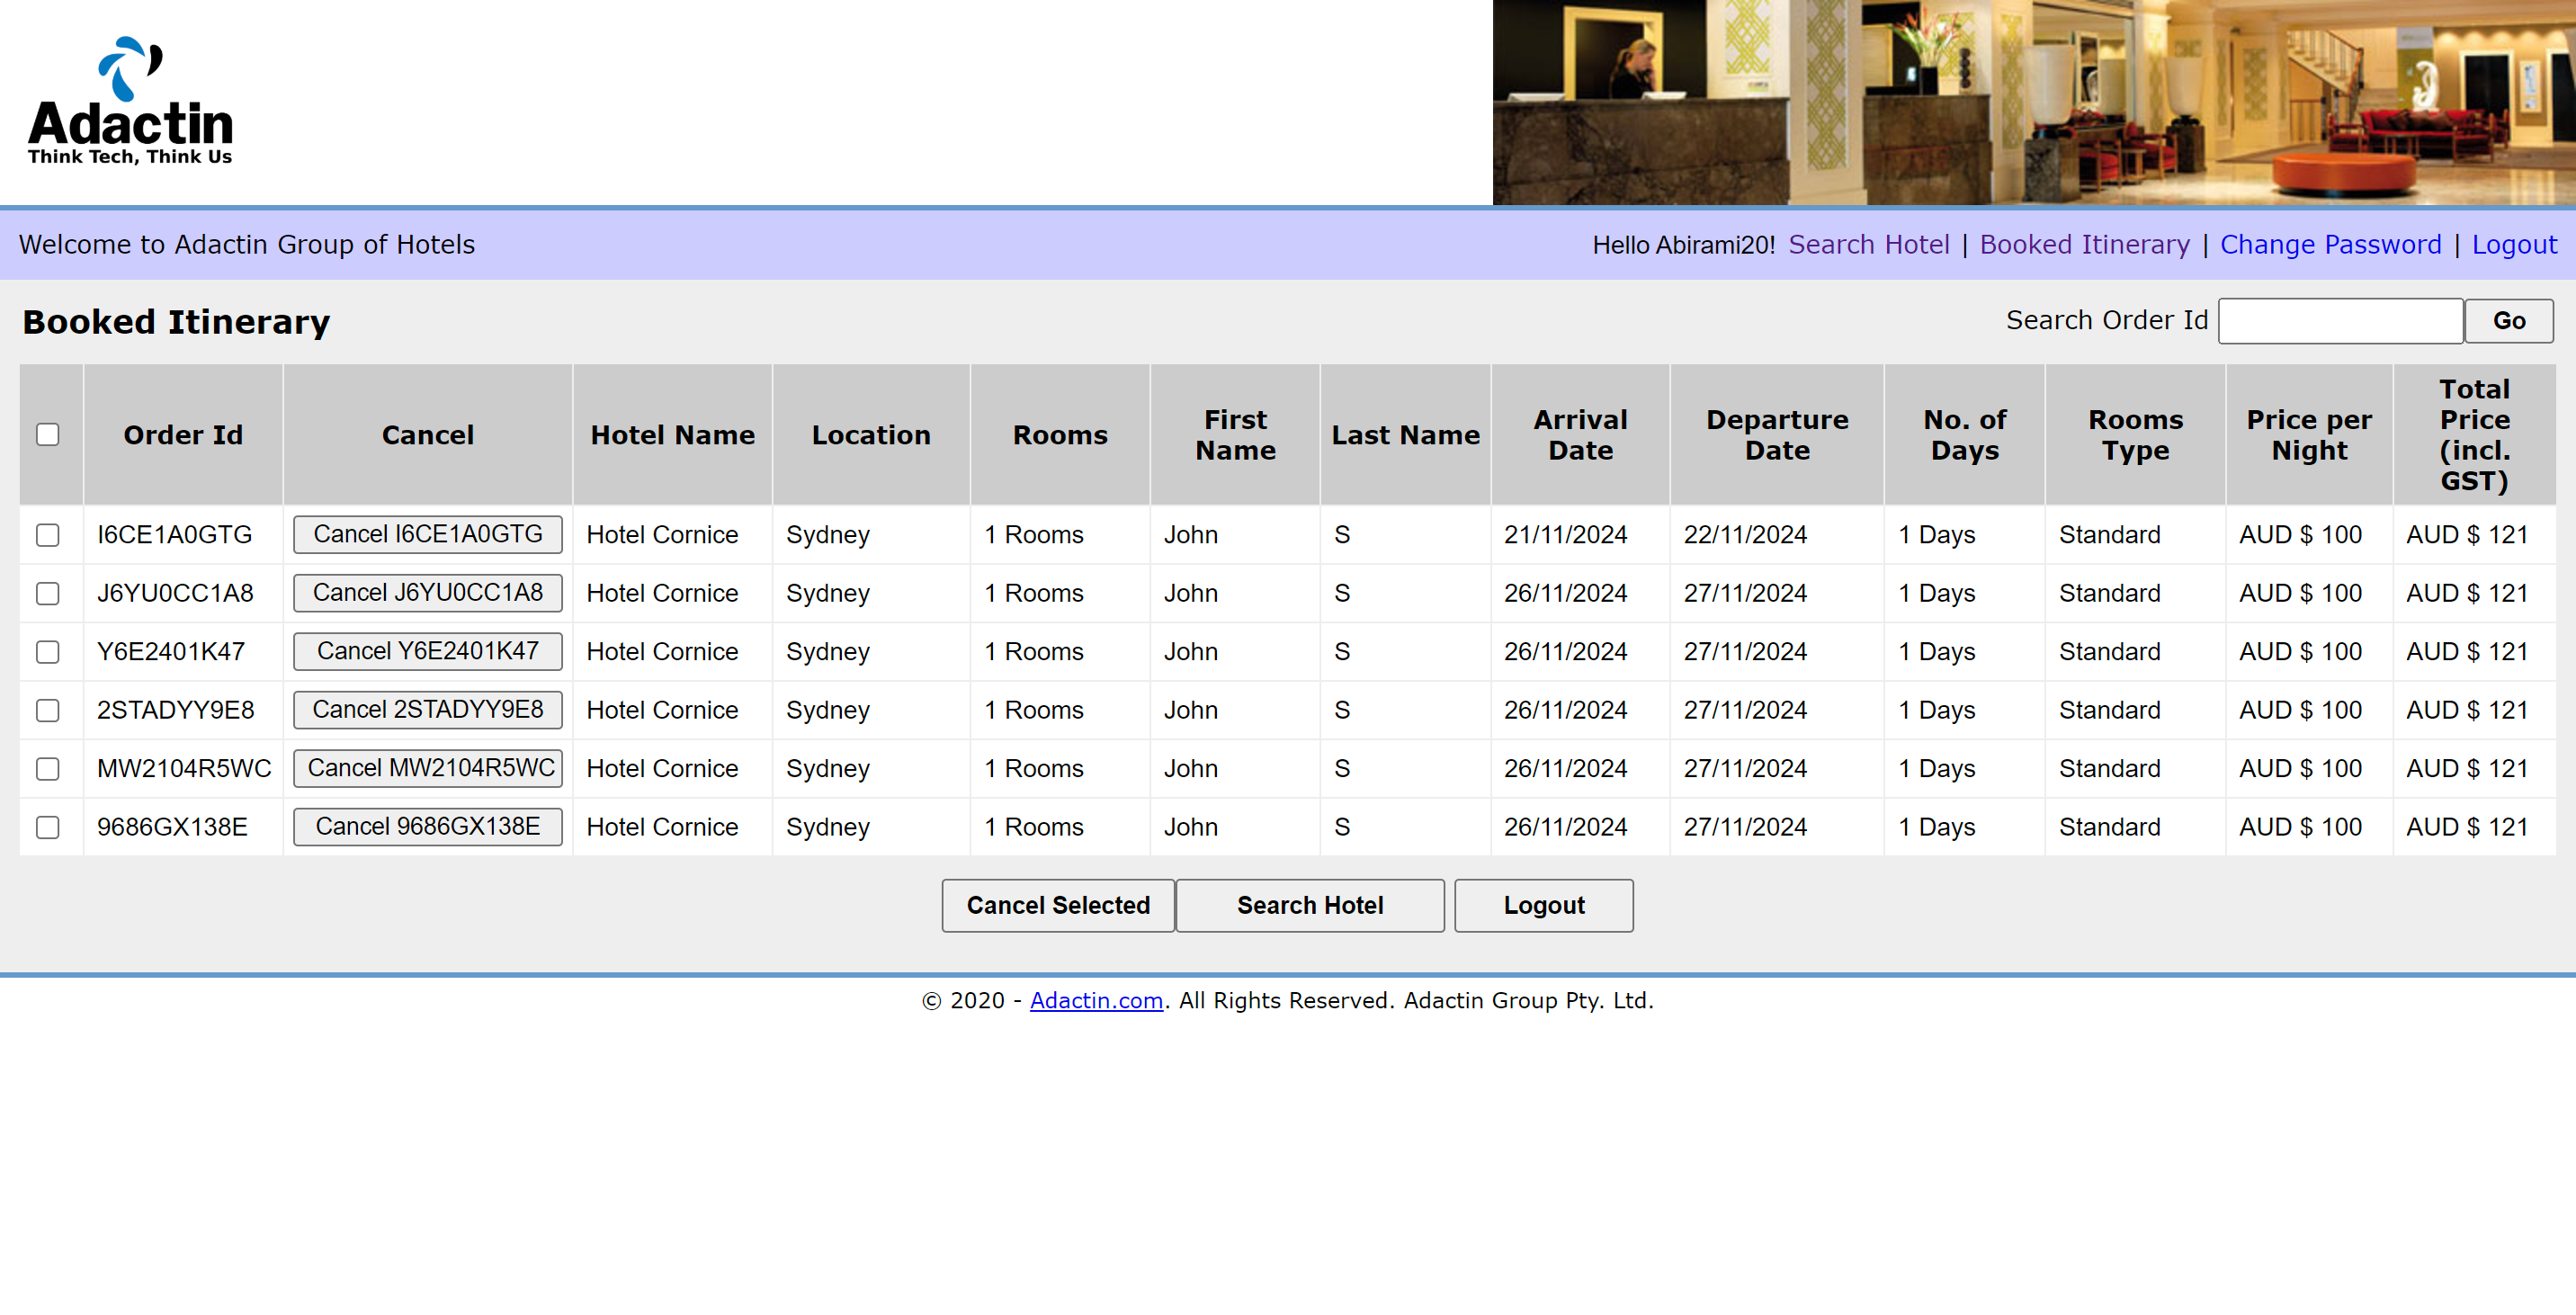 Adactin
Think Tech, Think Us
Welcome to Adactin Group of Hotels
Hello Abirami20! Search Hotel | Booked Itinerary | Change Password | Logout
Booked Itinerary
Search Order Id Go
Order Id Cancel Hotel Name Location Rooms First Name Last Name Arrival Date Departure Date No. of Days Rooms Type Price per Night Total Price (incl. GST)
I6CE1A0GTG Cancel I6CE1A0GTG Hotel Cornice Sydney 1 Rooms John S 21/11/2024 22/11/2024 1 Days Standard AUD $ 100 AUD $ 121
J6YU0CC1A8 Cancel J6YU0CC1A8 Hotel Cornice Sydney 1 Rooms John S 26/11/2024 27/11/2024 1 Days Standard AUD $ 100 AUD $ 121
Y6E2401K47 Cancel Y6E2401K47 Hotel Cornice Sydney 1 Rooms John S 26/11/2024 27/11/2024 1 Days Standard AUD $ 100 AUD $ 121
2STADYY9E8 Cancel 2STADYY9E8 Hotel Cornice Sydney 1 Rooms John S 26/11/2024 27/11/2024 1 Days Standard AUD $ 100 AUD $ 121
MW2104R5WC Cancel MW2104R5WC Hotel Cornice Sydney 1 Rooms John S 26/11/2024 27/11/2024 1 Days Standard AUD $ 100 AUD $ 121
9686GX138E Cancel 9686GX138E Hotel Cornice Sydney 1 Rooms John S 26/11/2024 27/11/2024 1 Days Standard AUD $ 100 AUD $ 121
Cancel Selected Search Hotel Logout
© 2020 - Adactin.com. All Rights Reserved. Adactin Group Pty. Ltd.